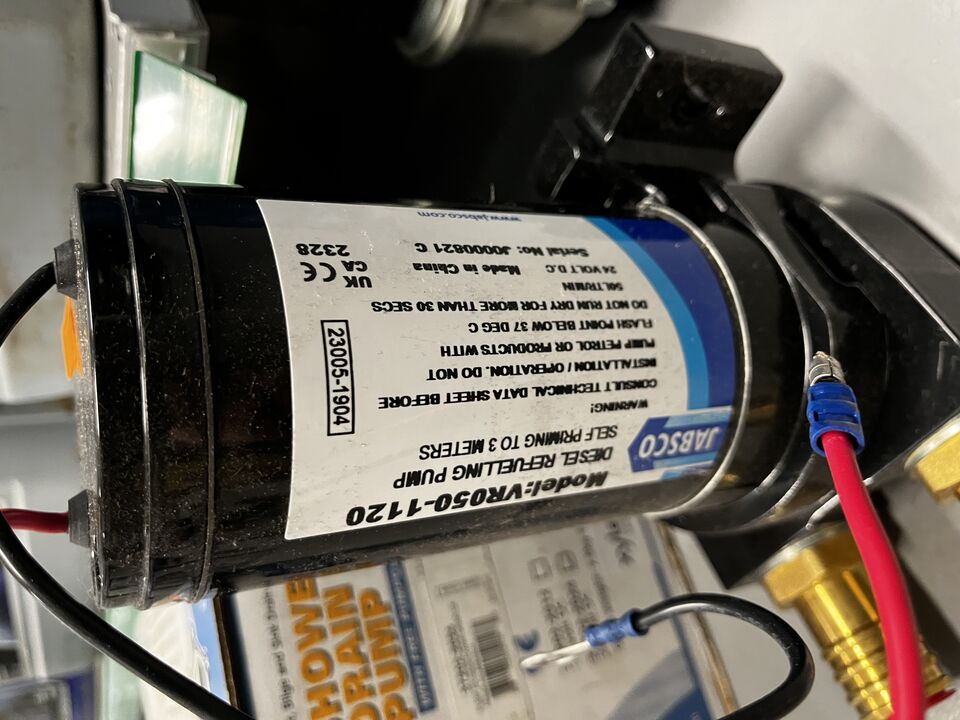 JABSCO
Model:VR050-1120
DIESEL REFUELLING PUMP
SELF PRIMING TO 3 METERS
WARNING!
CONSULT TECHNICAL DATA SHEET BEFORE
INSTALLATION / OPERATION. DO NOT
PUMP PETROL OR PRODUCTS WITH
FLASH POINT BELOW 37 DEG C
DO NOT RUN DRY FOR MORE THAN 30 SECS
50LTR/MIN
24 VOLT D.C Made in China
Serial No: J0000821 C
23005-1904
UK
CA CE
2328
www.jabsco.com
HOWE
DRAIN
PUMP